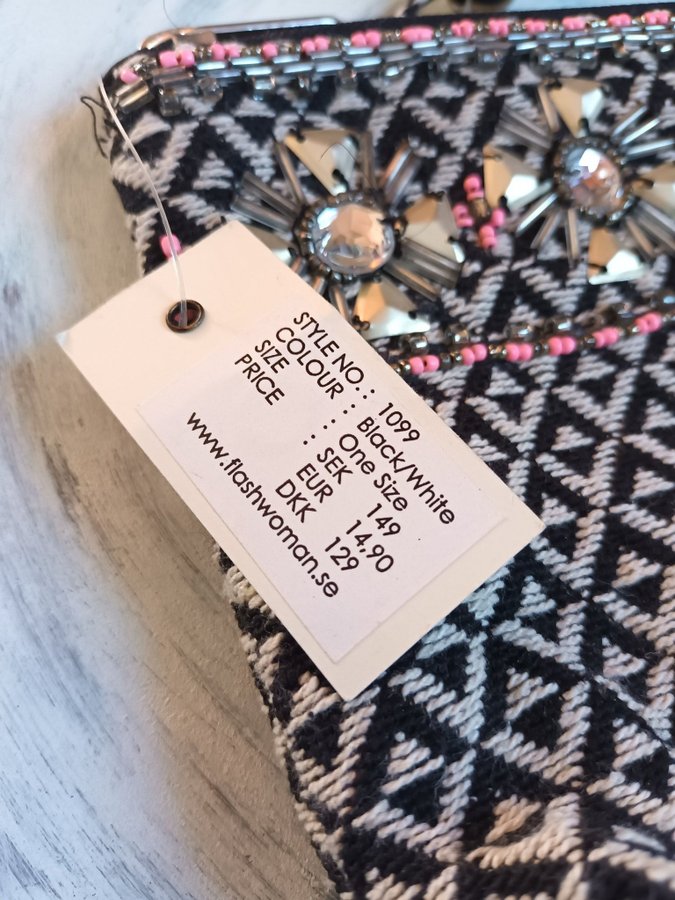 STYLE NO. : 1099
COLOUR : Black/White
SIZE : One Size
PRICE : SEK 149
EUR 14,90
DKK 129
www.flashwoman.se